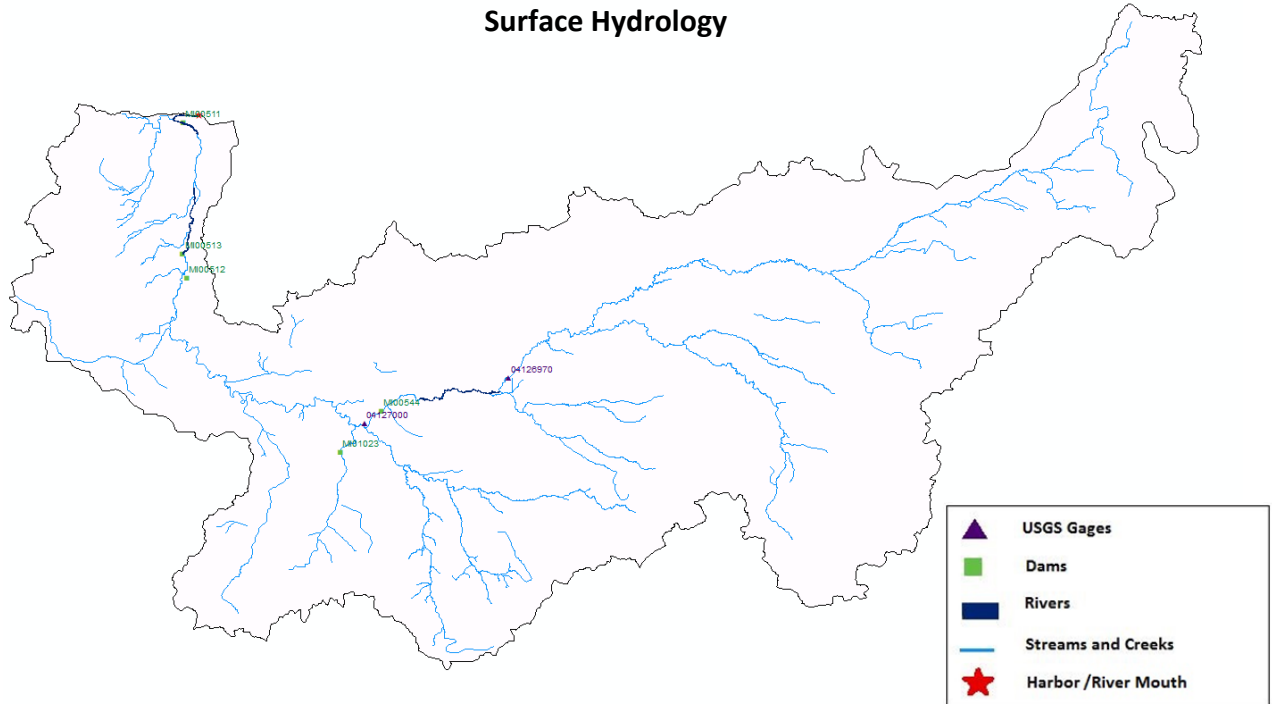 Surface Hydrology
MI00511
MI00513
MI00512
04126970
MI00544
04127000
MI01023
USGS Gages
Dams
Rivers
Streams and Creeks
Harbor /River Mouth